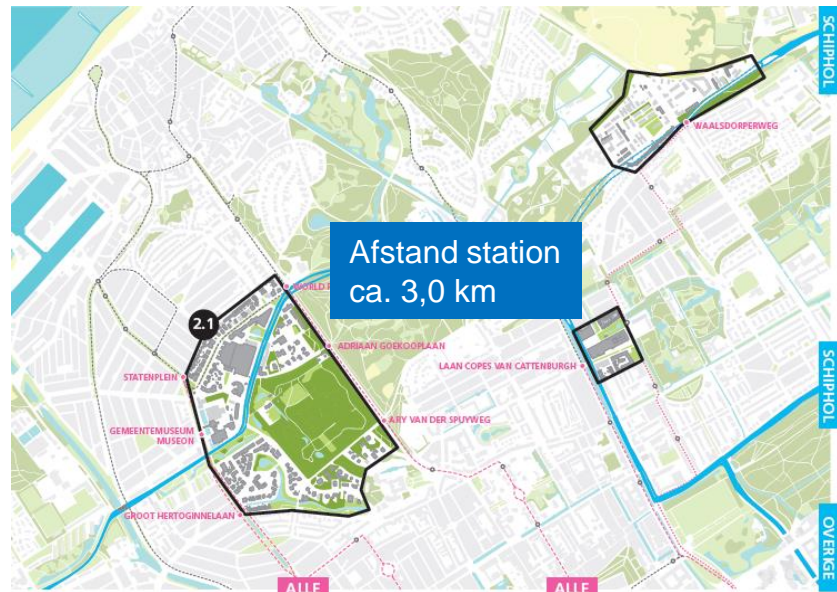 SCHIPHOL
WAALSDORPERWEG
Afstand station
ca. 3,0 km
WORLD
2.1
ADRIAAN GOEKOOPLAAN
STATENPLEIN
LAAN COPES VAN CATTENBURGH
SCHIPHOL
ARY VAN DER SPUYWEG
GEMEENTEMUSEUM
MUSEON
GROOT HERTOGINNELAAN
OVERIGE
ALLE
ALLE